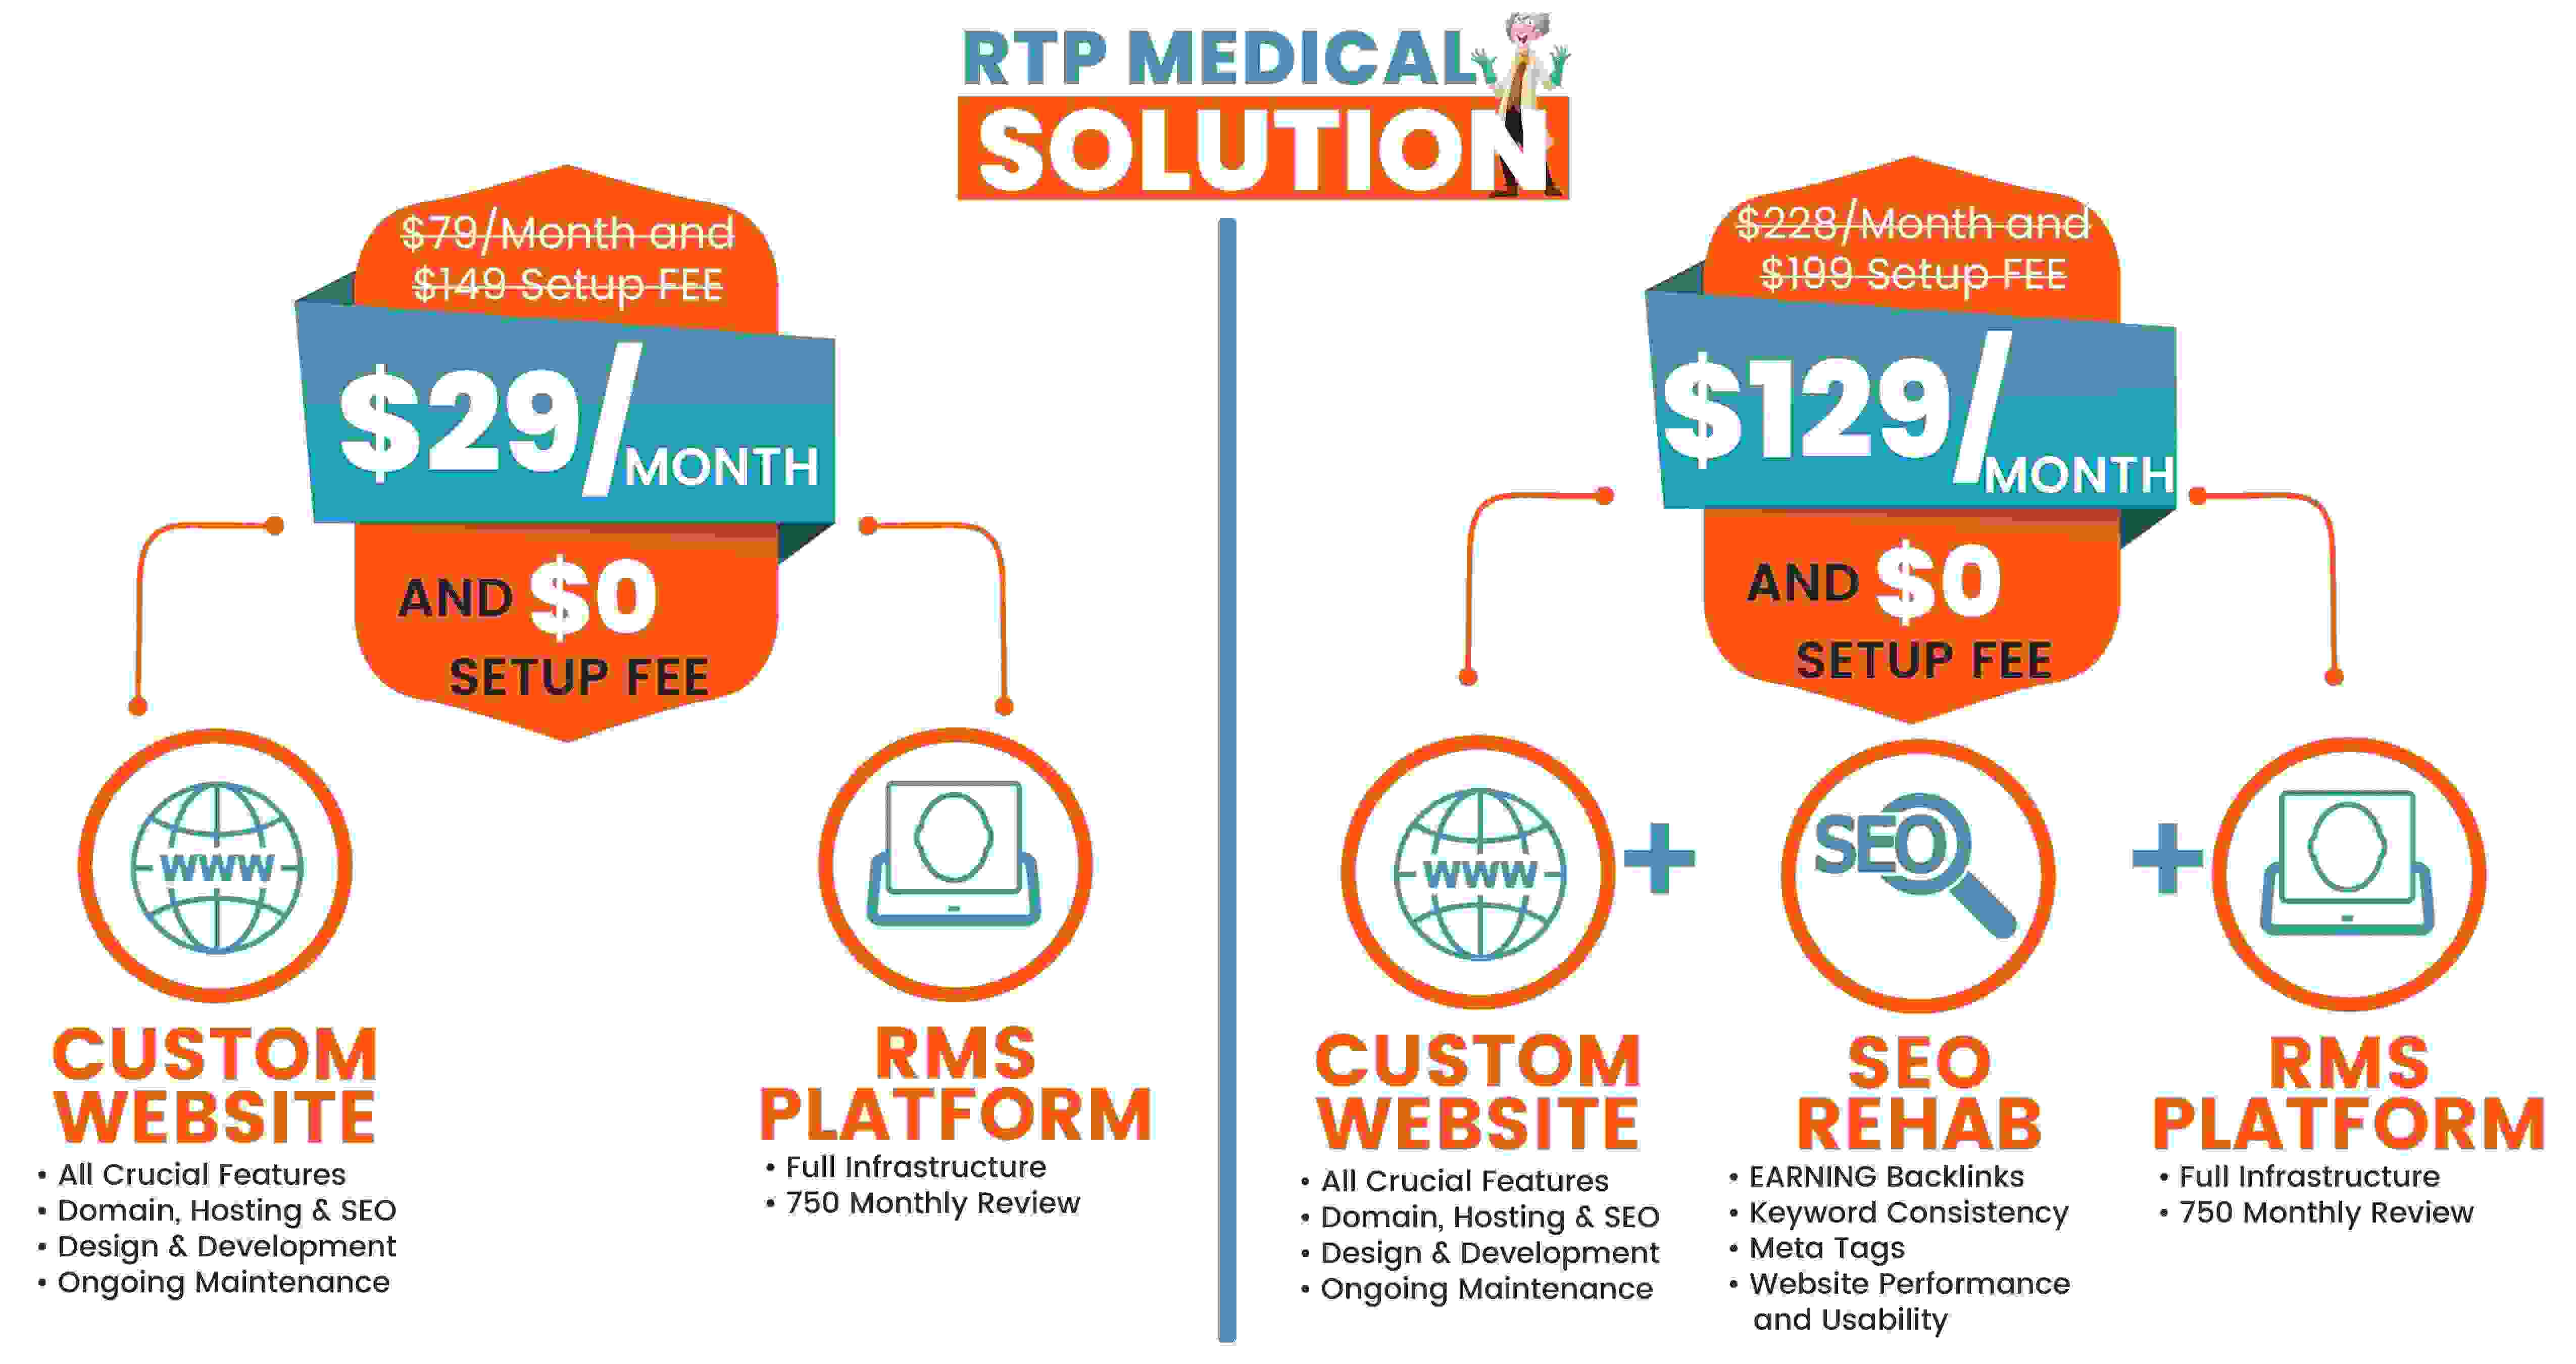 RTP MEDICAL
SOLUTION
$79/Month and
$149 Setup FEE
$29/MONTH
AND $0
SETUP FEE
WWW
CUSTOM
WEBSITE
• All Crucial Features
• Domain, Hosting & SEO
• Design & Development
• Ongoing Maintenance
RMS
PLATFORM
• Full Infrastructure
• 750 Monthly Review
$228/Month and
$199 Setup FEE
$129/MONTH
AND $0
SETUP FEE
WWW
+
SEO
+
CUSTOM
WEBSITE
• All Crucial Features
• Domain, Hosting & SEO
• Design & Development
• Ongoing Maintenance
SEO
REHAB
• EARNING Backlinks
• Keyword Consistency
• Meta Tags
• Website Performance
and Usability
RMS
PLATFORM
• Full Infrastructure
• 750 Monthly Review